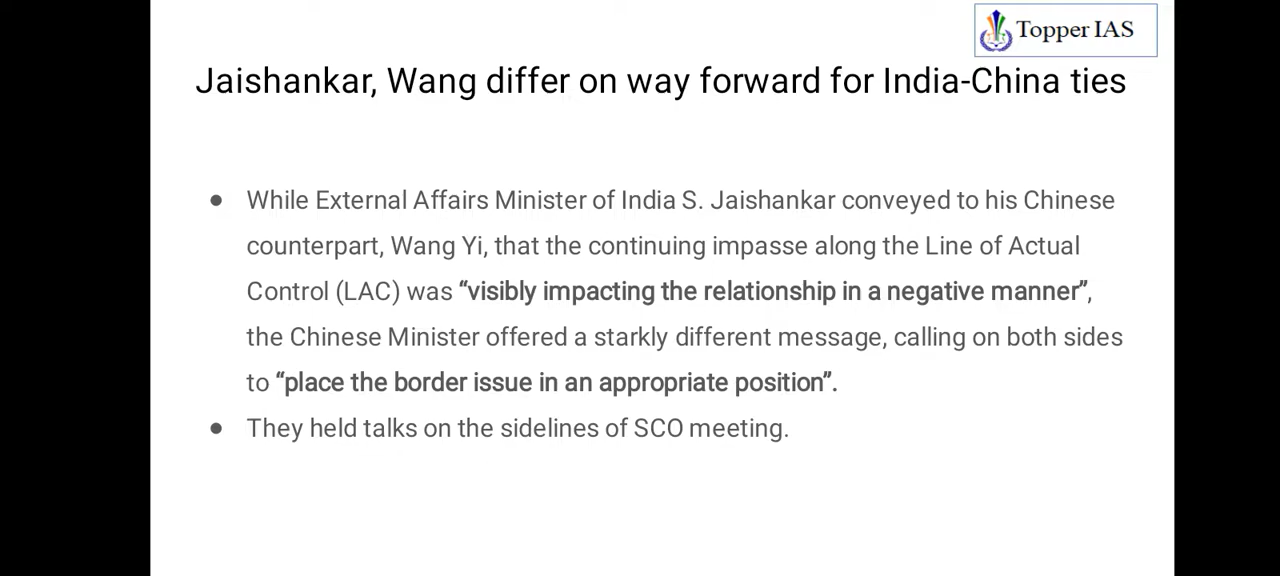 Topper IAS
Jaishankar, Wang differ on way forward for India-China ties
● While External Affairs Minister of India S. Jaishankar conveyed to his Chinese
counterpart, Wang Yi, that the continuing impasse along the Line of Actual
Control (LAC) was “visibly impacting the relationship in a negative manner”,
the Chinese Minister offered a starkly different message, calling on both sides
to “place the border issue in an appropriate position”.
● They held talks on the sidelines of SCO meeting.